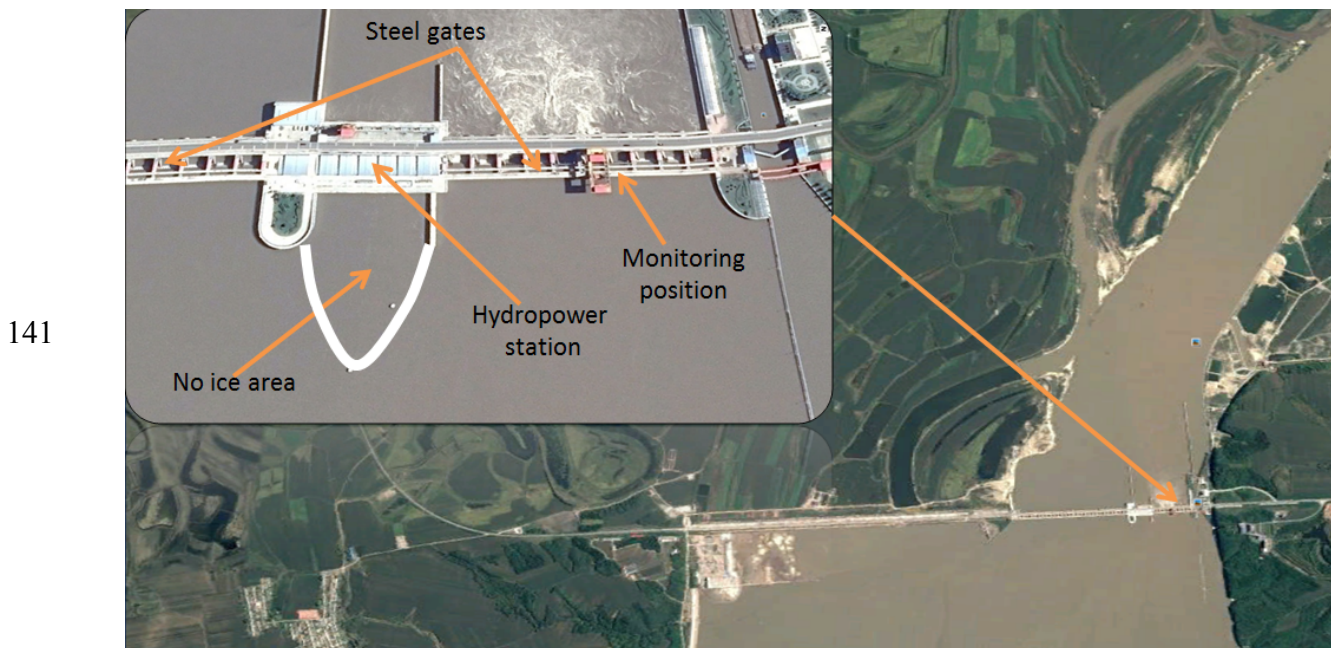 Steel gates
Monitoring
position
Hydropower
station
No ice area
141